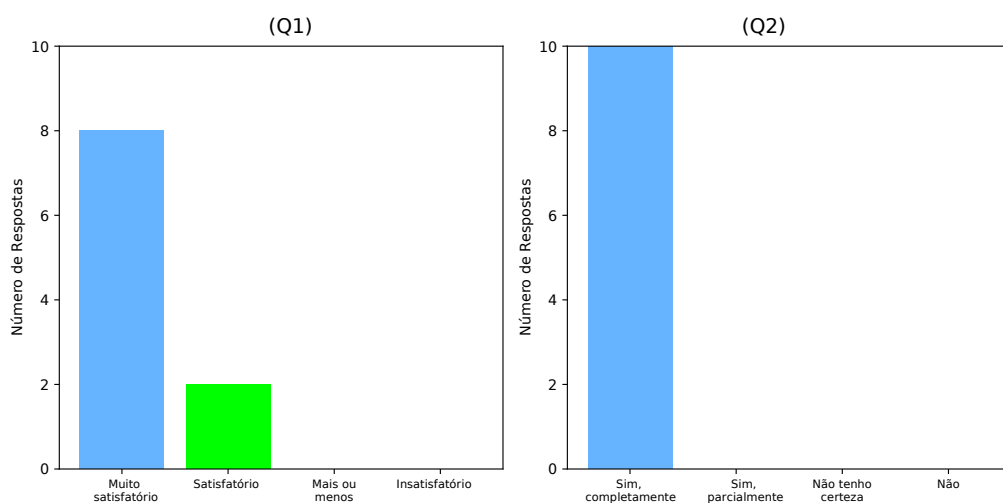 (Q1)
Número de Respostas
10
8
6
4
2
0
Muito
satisfatório
Satisfatório
Mais ou
menos
Insatisfatório
(Q2)
Número de Respostas
10
8
6
4
2
0
Sim,
completamente
Sim,
parcialmente
Não tenho
certeza
Não